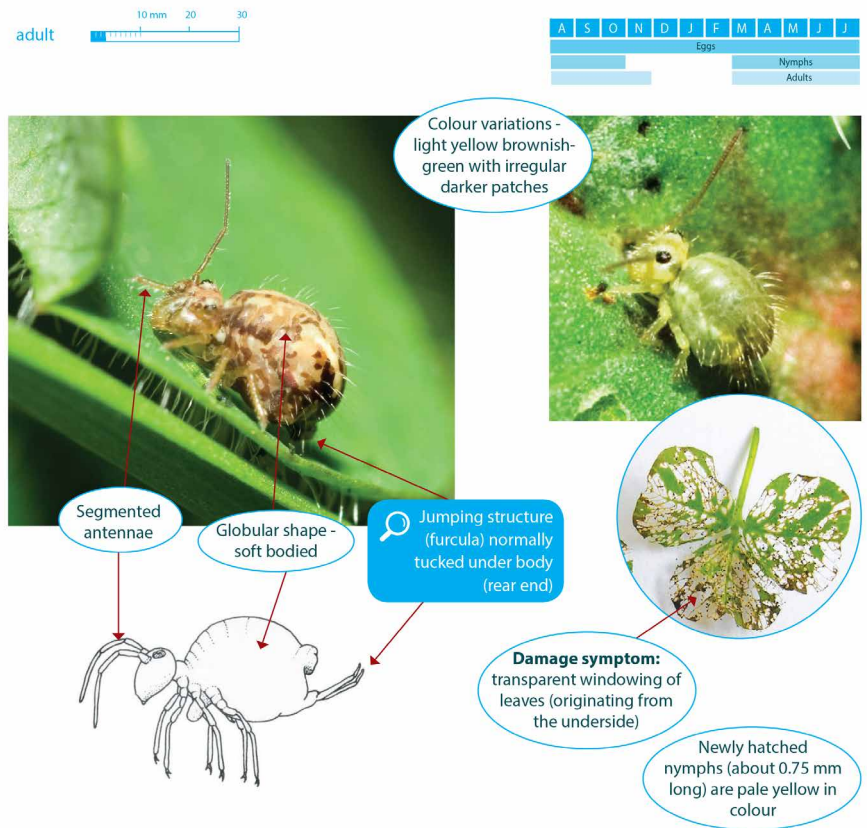 adult
10 mm 20 30
A S O N D J F M A M J J
Eggs
Nymphs
Adults
Colour variations -
light yellow brownish-
green with irregular
darker patches
Segmented
antennae
Globular shape -
soft bodied
Jumping structure
(furcula) normally
tucked under body
(rear end)
Damage symptom:
transparent windowing of
leaves (originating from
the underside)
Newly hatched
nymphs (about 0.75 mm
long) are pale yellow in
colour